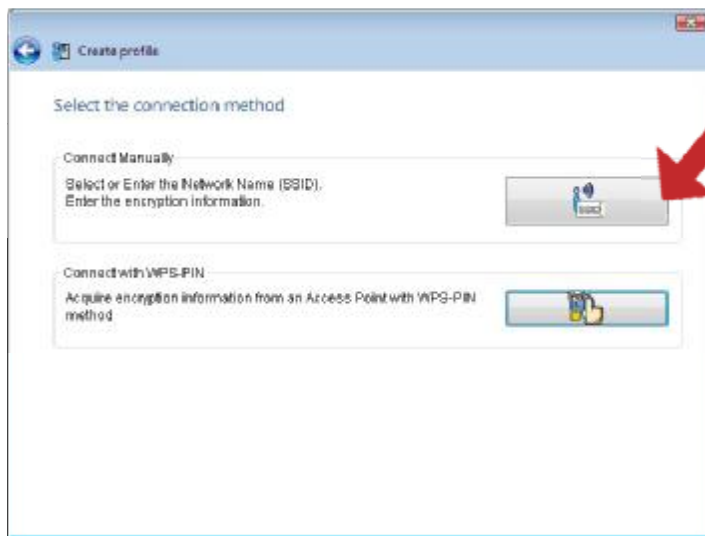 Create profile
Select the connection method
Connect Manually
Select or Enter the Network Name (SSID).
Enter the encryption information.
Connect with WPS-PIN
Acquire encryption information from an Access Point with WPS-PIN
method